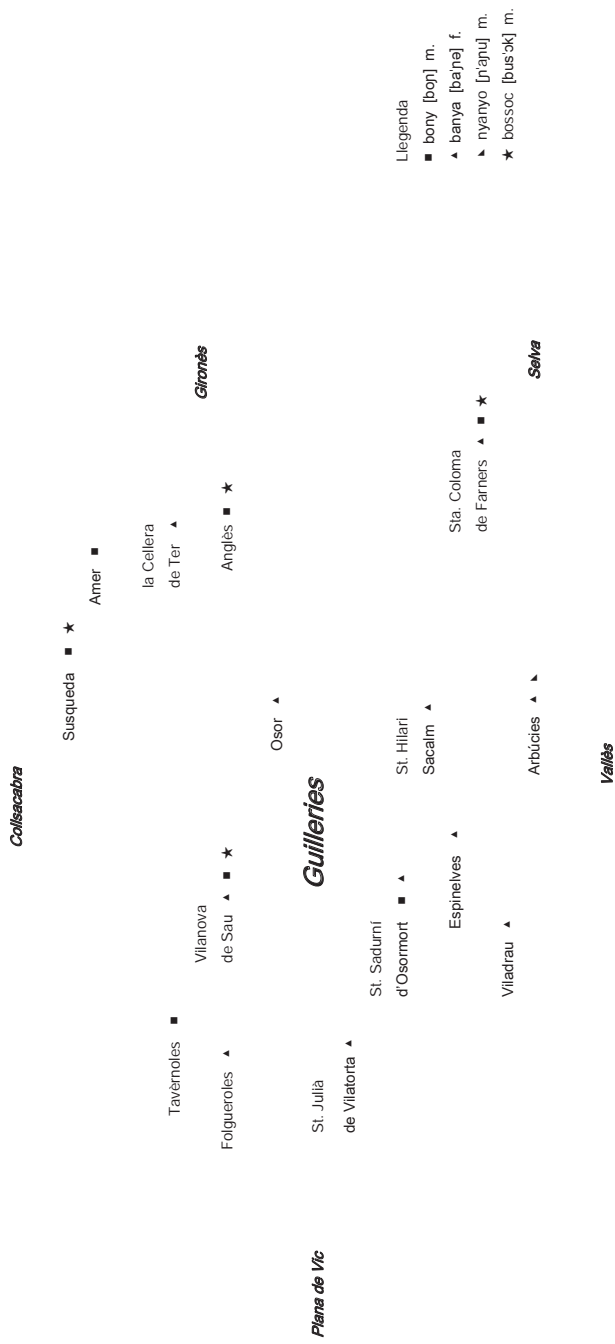 Collsacabra
Susqueda ■ ★
Amer ■
la Cellera
de Ter ▲
Tavèrnoles ■
Vilanova
de Sau ▲ ■ ★
Gironès
Folgueroles ▲
Anglès ■ ★
Osor ▲
Guilleries
Plana de Vic
St. Julià
de Vilatorta ▲
St. Sadurní
d'Osormort ■ ▲
St. Hilari
Sacalm ▲
Espinelves ▲
Sta. Coloma
de Farners ▲ ■ ★
Viladrau ▲
Arbúcies ▲ ◣
Selva
Vallès
Llegenda
■ bony [boɲ] m.
▲ banya [ba'ɲə] f.
◣ nyanyo [ɲ'aɲu] m.
★ bossoc [bus'ɔk] m.